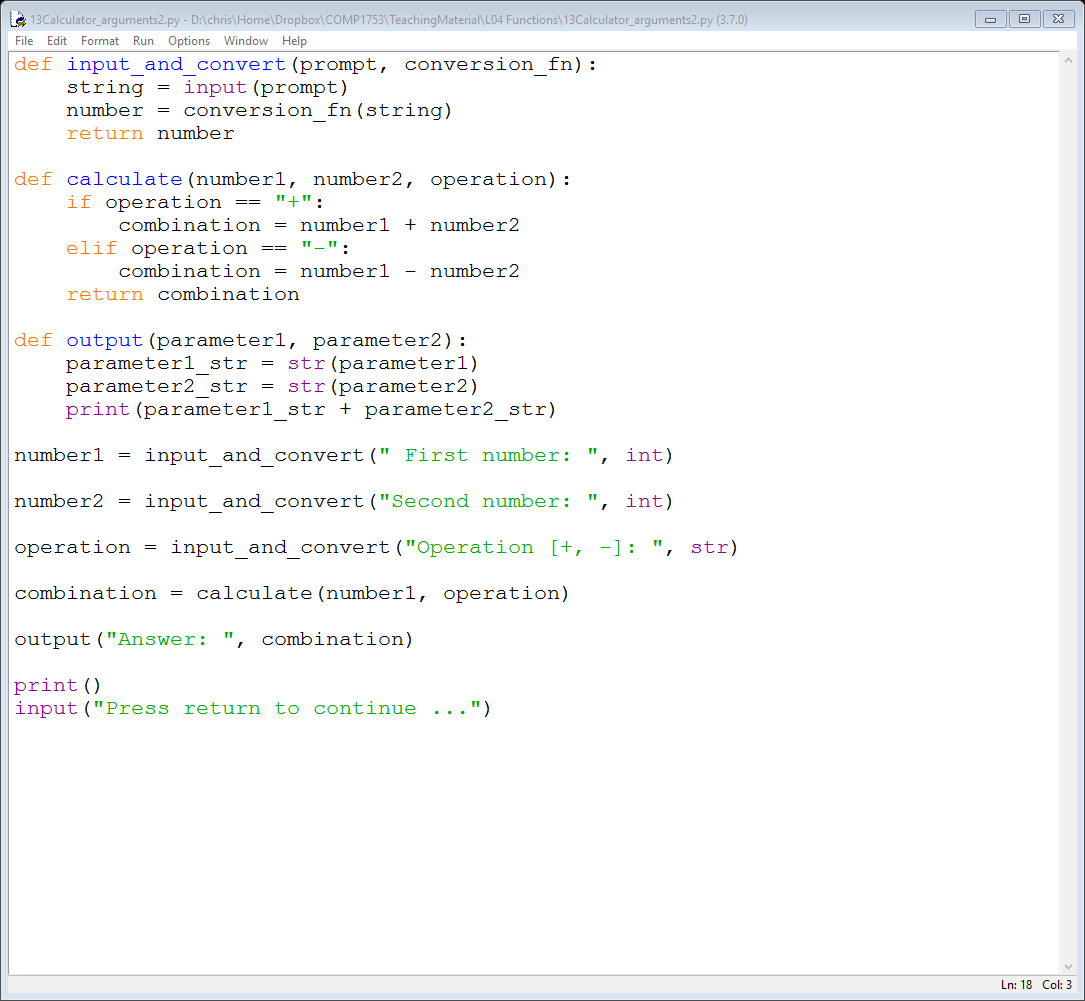 13Calculator_arguments2.py - D:\chris\Home\Dropbox\COMP1753\TeachingMaterial\L04 Functions\13Calculator_arguments2.py (3.7.0)
File Edit Format Run Options Window Help
def input_and_convert(prompt, conversion_fn):
    string = input(prompt)
    number = conversion_fn(string)
    return number

def calculate(number1, number2, operation):
    if operation == "+":
        combination = number1 + number2
    elif operation == "-":
        combination = number1 - number2
    return combination

def output(parameter1, parameter2):
    parameter1_str = str(parameter1)
    parameter2_str = str(parameter2)
    print(parameter1_str + parameter2_str)

number1 = input_and_convert(" First number: ", int)

number2 = input_and_convert("Second number: ", int)

operation = input_and_convert("Operation [+, -]: ", str)

combination = calculate(number1, operation)

output("Answer: ", combination)

print()
input("Press return to continue ...")
Ln: 18 Col: 3